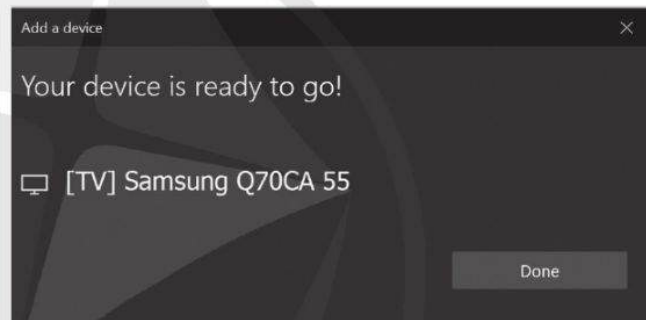 Add a device
Your device is ready to go!
[TV] Samsung Q70CA 55
Done